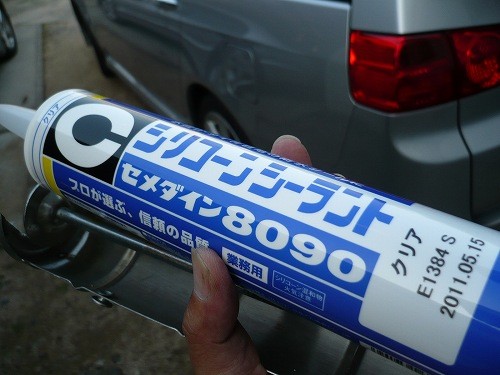 クリア
C
シリコーンシーラント
セメダイン8090
プロが選ぶ、信頼の品質
業務用
クリア
E1384 S
2011.05.15